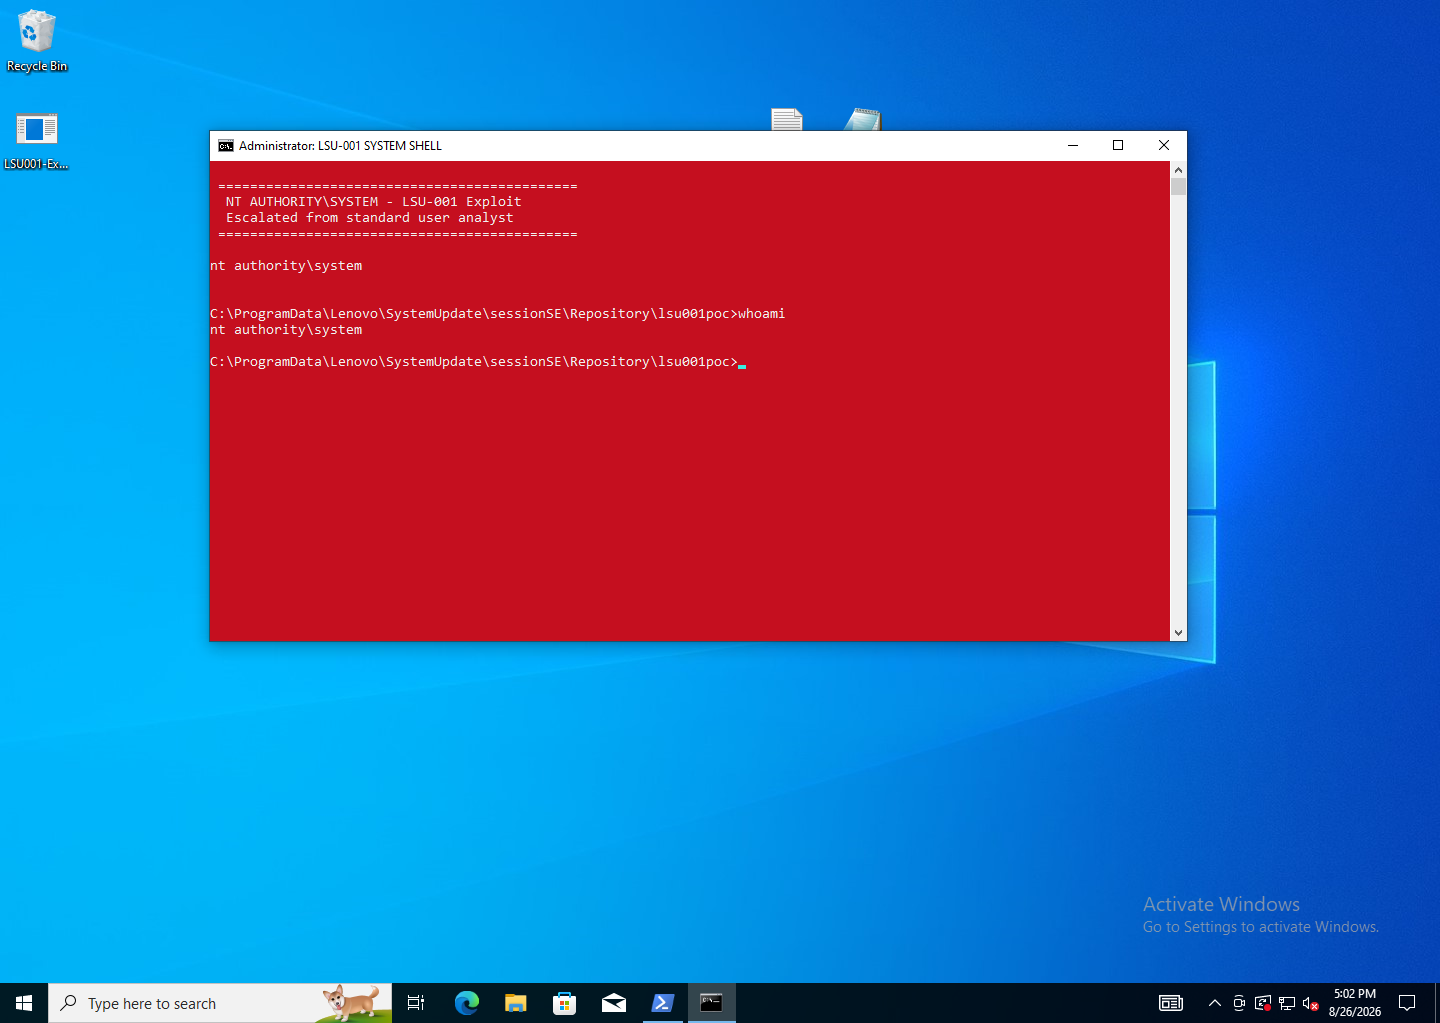 Recycle Bin
LSU001-Ex...
Administrator: LSU-001 SYSTEM SHELL
=============================================
NT AUTHORITY\SYSTEM - LSU-001 Exploit
Escalated from standard user analyst
=============================================
nt authority\system
C:\ProgramData\Lenovo\SystemUpdate\sessionSE\Repository\lsu001poc>whoami
nt authority\system
C:\ProgramData\Lenovo\SystemUpdate\sessionSE\Repository\lsu001poc>
Activate Windows
Go to Settings to activate Windows.
Type here to search
5:02 PM
8/26/2026